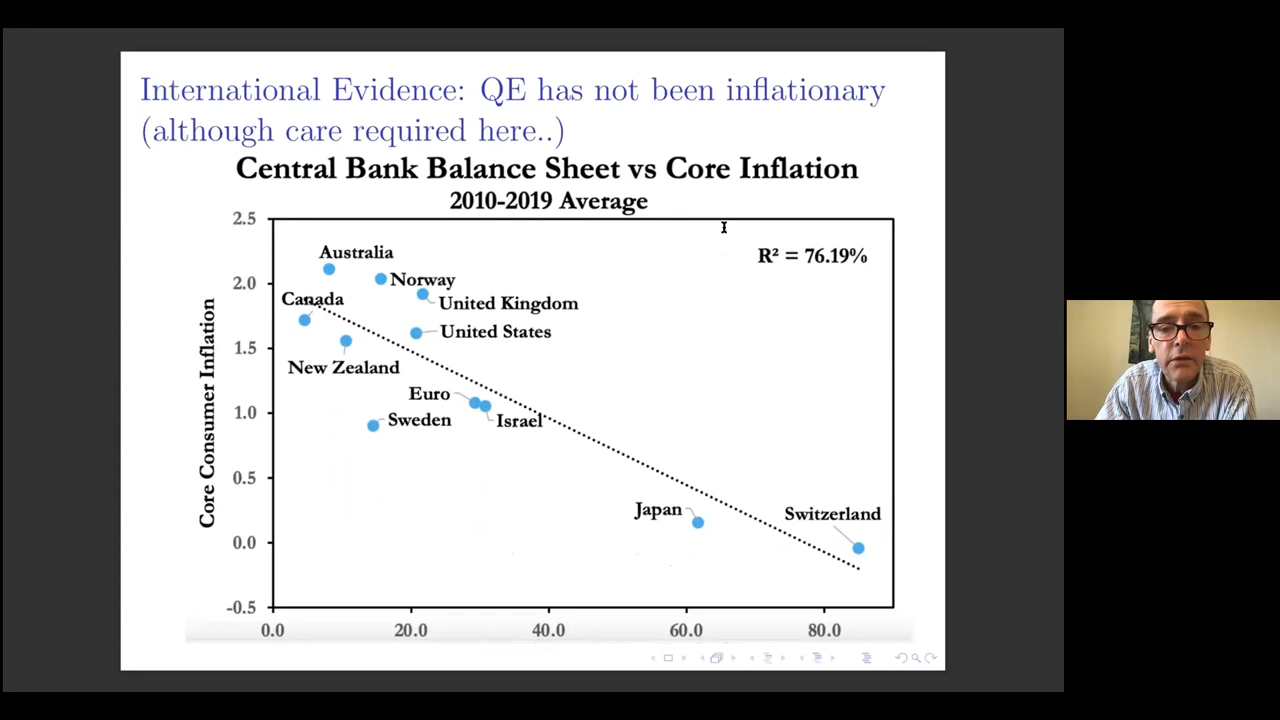 International Evidence: QE has not been inflationary
(although care required here..)
Central Bank Balance Sheet vs Core Inflation
2010-2019 Average
2.5
R² = 76.19%
Australia
2.0
Norway
Canada
United Kingdom
United States
1.5
New Zealand
Euro
1.0
Sweden
Israel
0.5
Japan
Switzerland
0.0
-0.5
Core Consumer Inflation
0.0
20.0
40.0
60.0
80.0